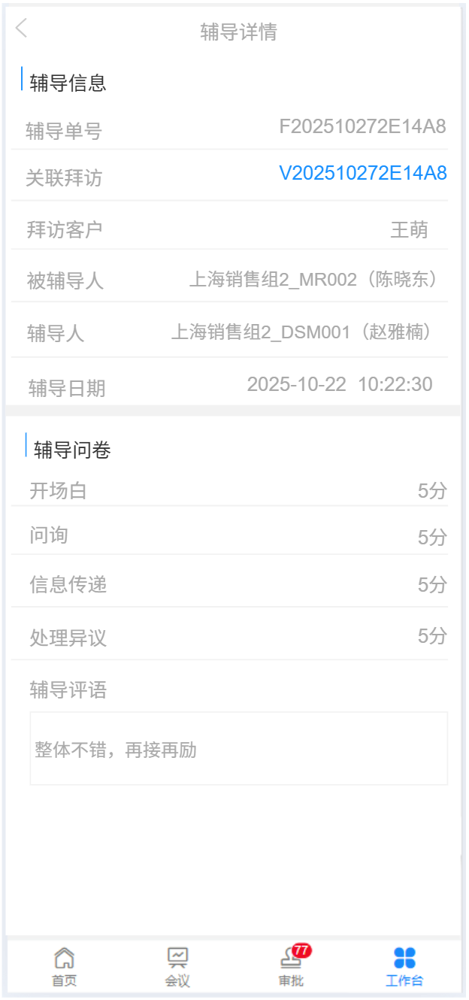 辅导详情
辅导信息
辅导单号 F202510272E14A8
关联拜访 V202510272E14A8
拜访客户 王萌
被辅导人 上海销售组2_MR002（陈晓东）
辅导人 上海销售组2_DSM001（赵雅楠）
辅导日期 2025-10-22 10:22:30
辅导问卷
开场白 5分
问询 5分
信息传递 5分
处理异议 5分
辅导评语
整体不错，再接再励
77
首页 会议 审批 工作台